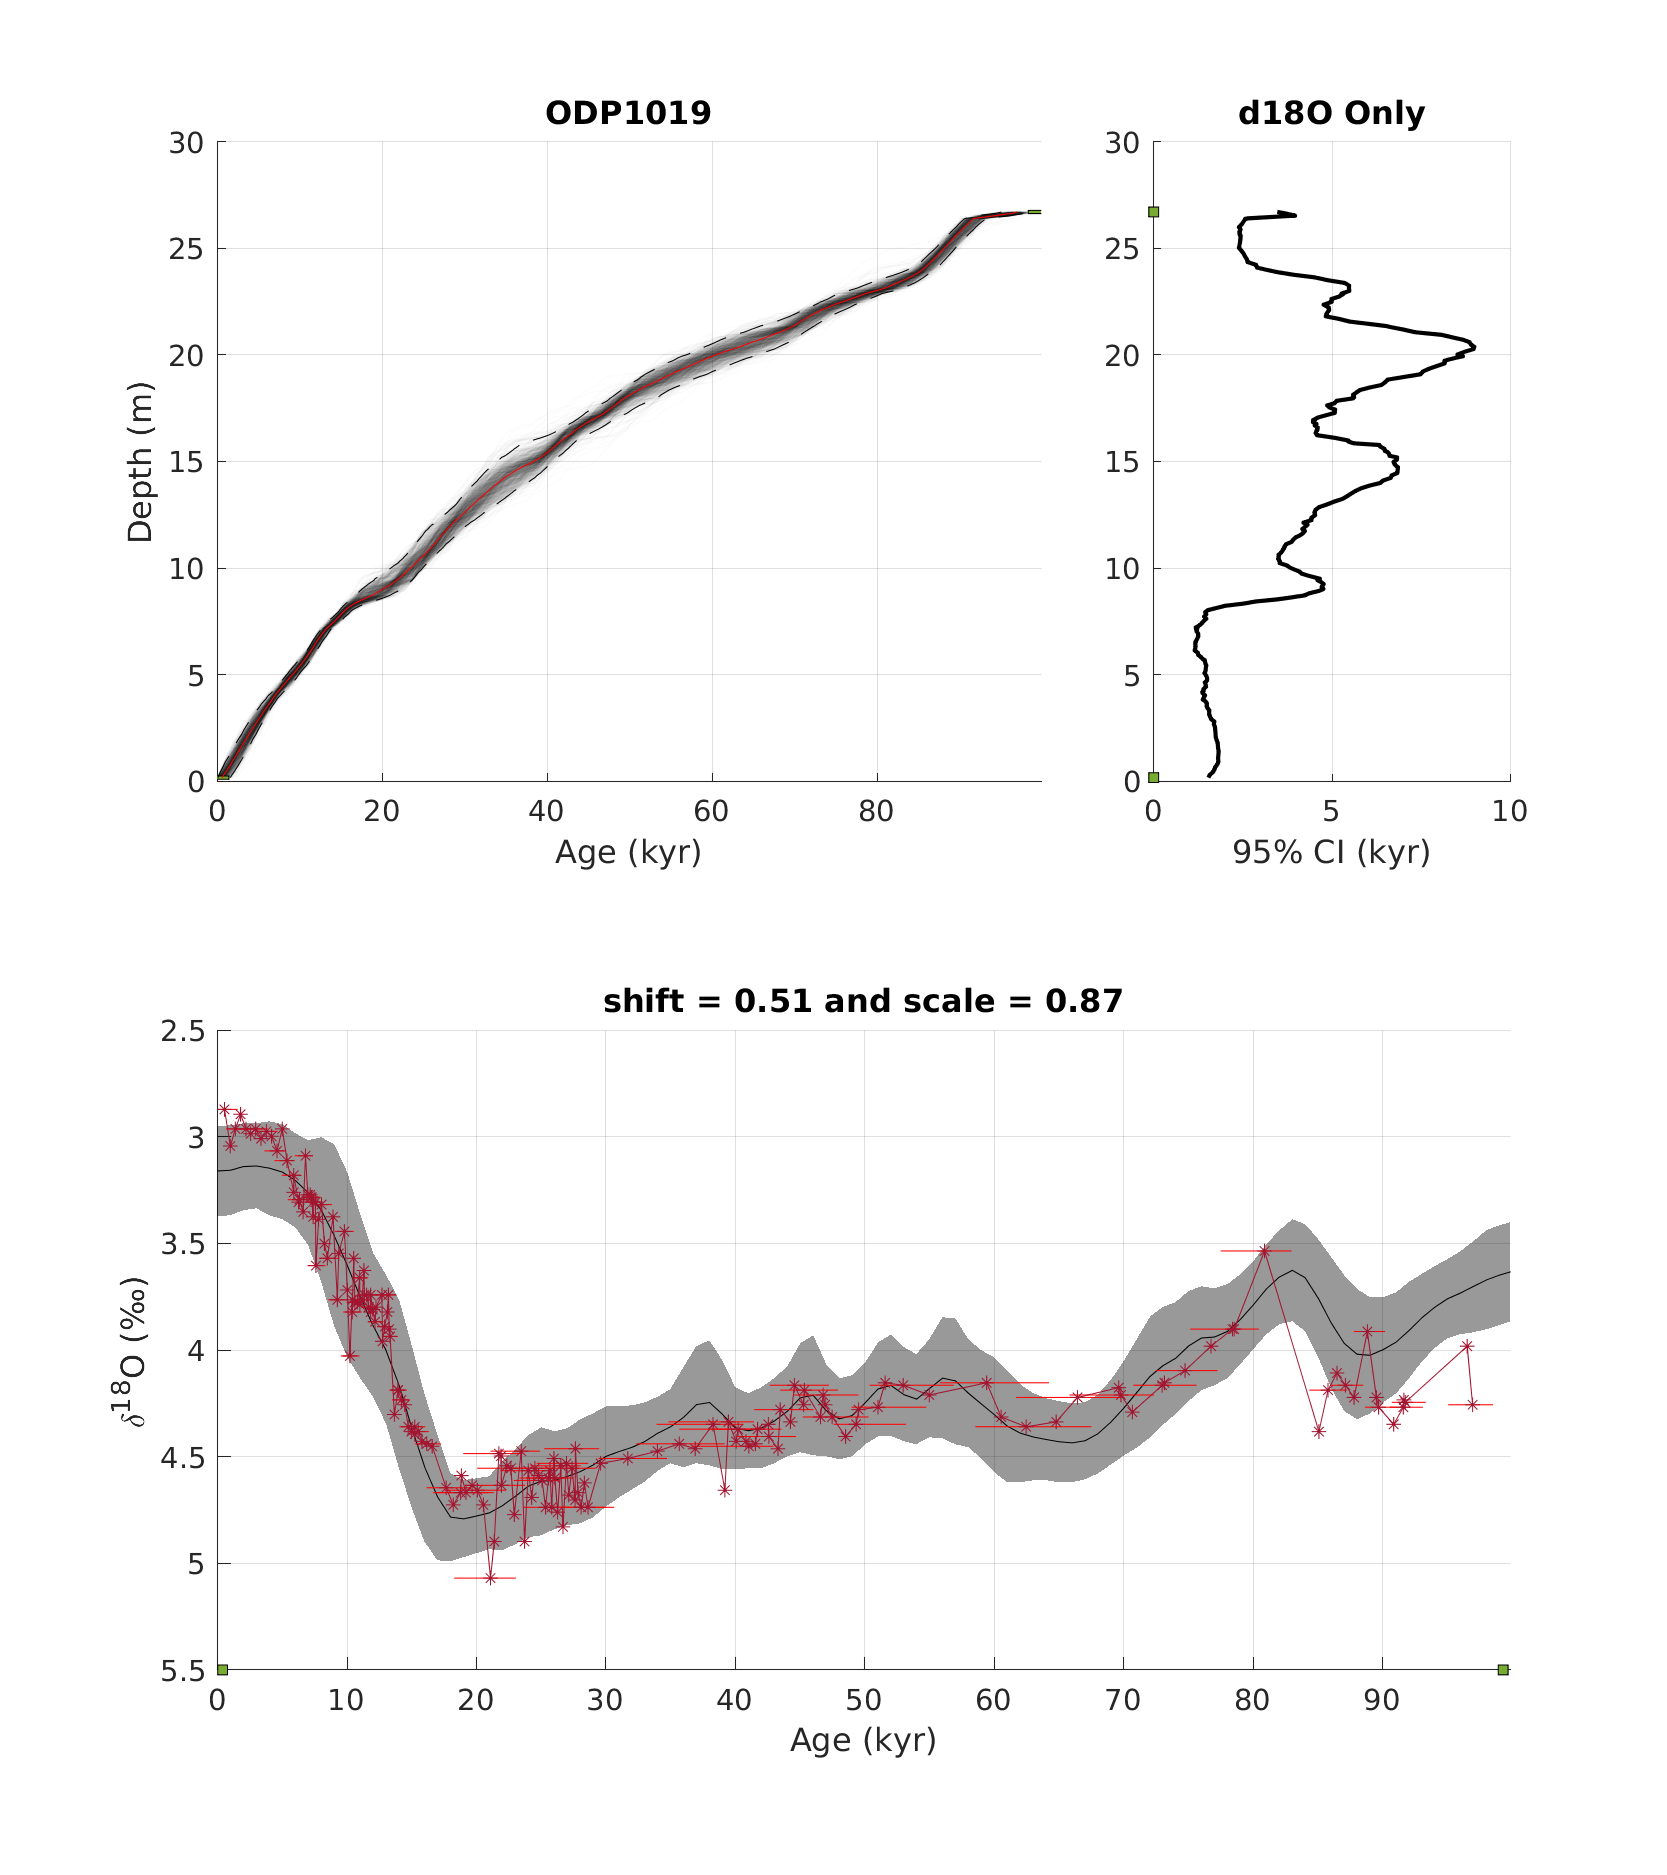 ODP1019
30
25
20
15
10
5
0
Depth (m)
0 20 40 60 80
Age (kyr)
d18O Only
30
25
20
15
10
5
0
0 5 10
95% CI (kyr)
shift = 0.51 and scale = 0.87
2.5
3
3.5
4
4.5
5
5.5
δ¹⁸O (‰)
0 10 20 30 40 50 60 70 80 90
Age (kyr)